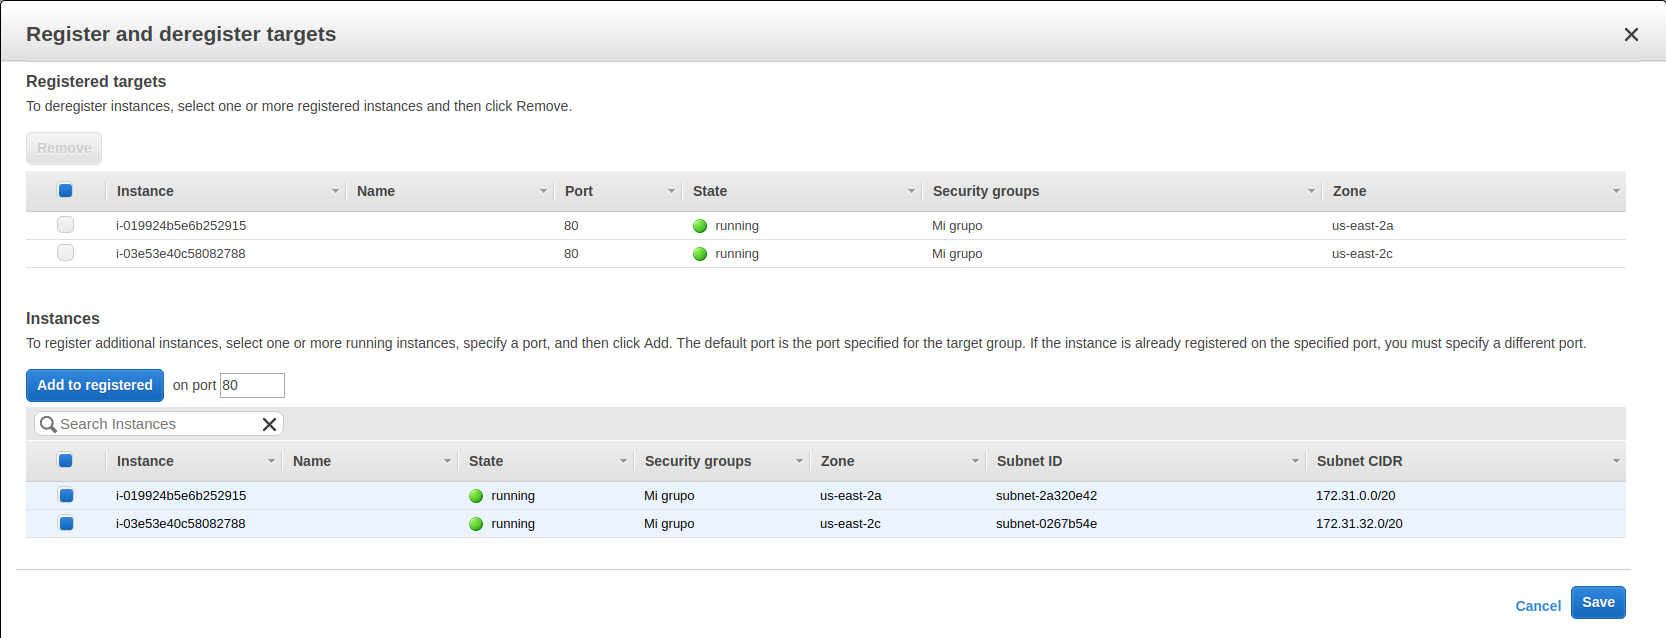 Register and deregister targets
Registered targets
To deregister instances, select one or more registered instances and then click Remove.
Remove
Instance Name Port State Security groups Zone
i-019924b5e6b252915 80 running Mi grupo us-east-2a
i-03e53e40c58082788 80 running Mi grupo us-east-2c
Instances
To register additional instances, select one or more running instances, specify a port, and then click Add. The default port is the port specified for the target group. If the instance is already registered on the specified port, you must specify a different port.
Add to registered on port 80
Search Instances
Instance Name State Security groups Zone Subnet ID Subnet CIDR
i-019924b5e6b252915 running Mi grupo us-east-2a subnet-2a320e42 172.31.0.0/20
i-03e53e40c58082788 running Mi grupo us-east-2c subnet-0267b54e 172.31.32.0/20
Cancel Save